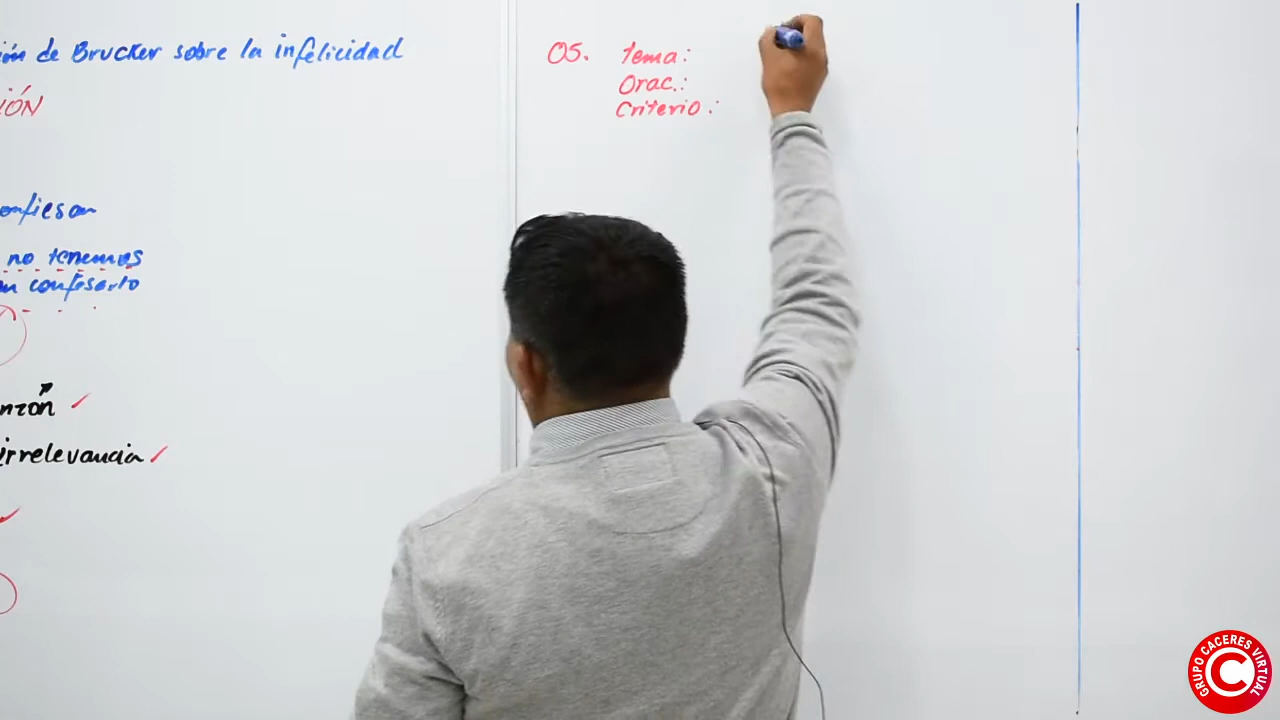 ión de Brucker sobre la infelicidad
IÓN
onfiesan
no tenemos
an confesarlo
nzón
irrelevancia
05. tema:
Orac.:
Criterio:
GRUPO CACERES VIRTUAL
C